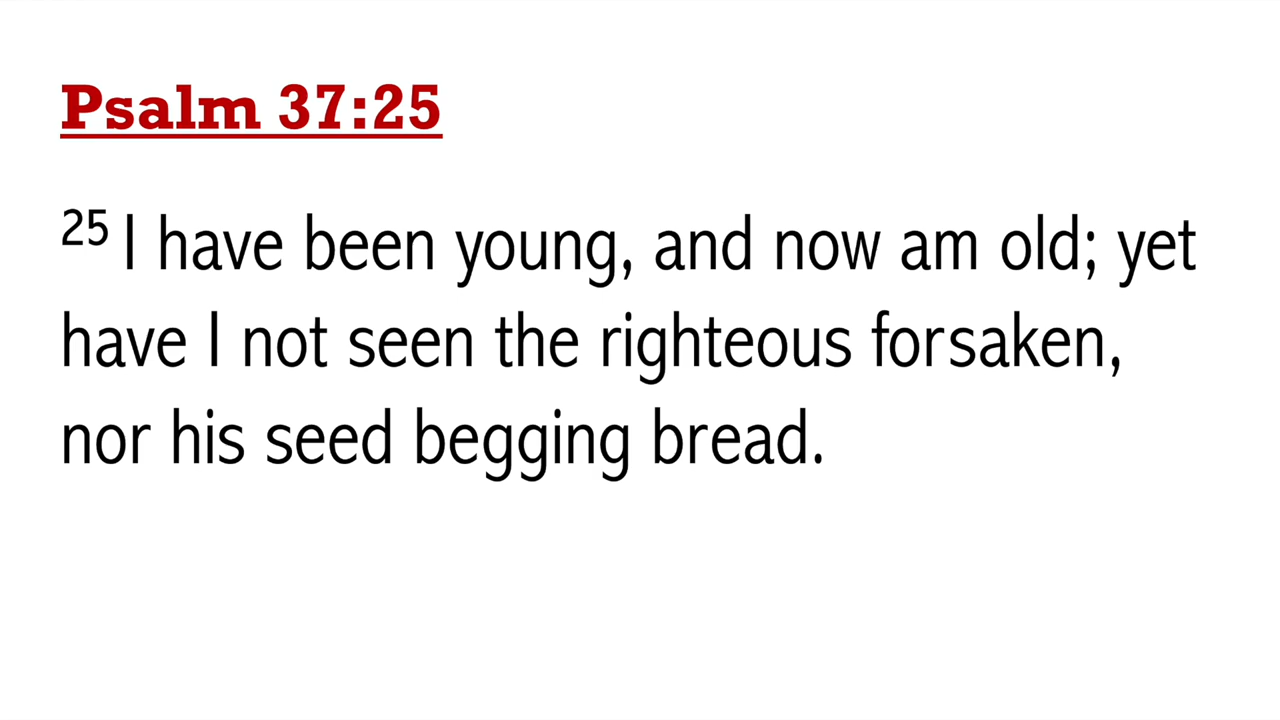 Psalm 37:25
25 I have been young, and now am old; yet
have I not seen the righteous forsaken,
nor his seed begging bread.